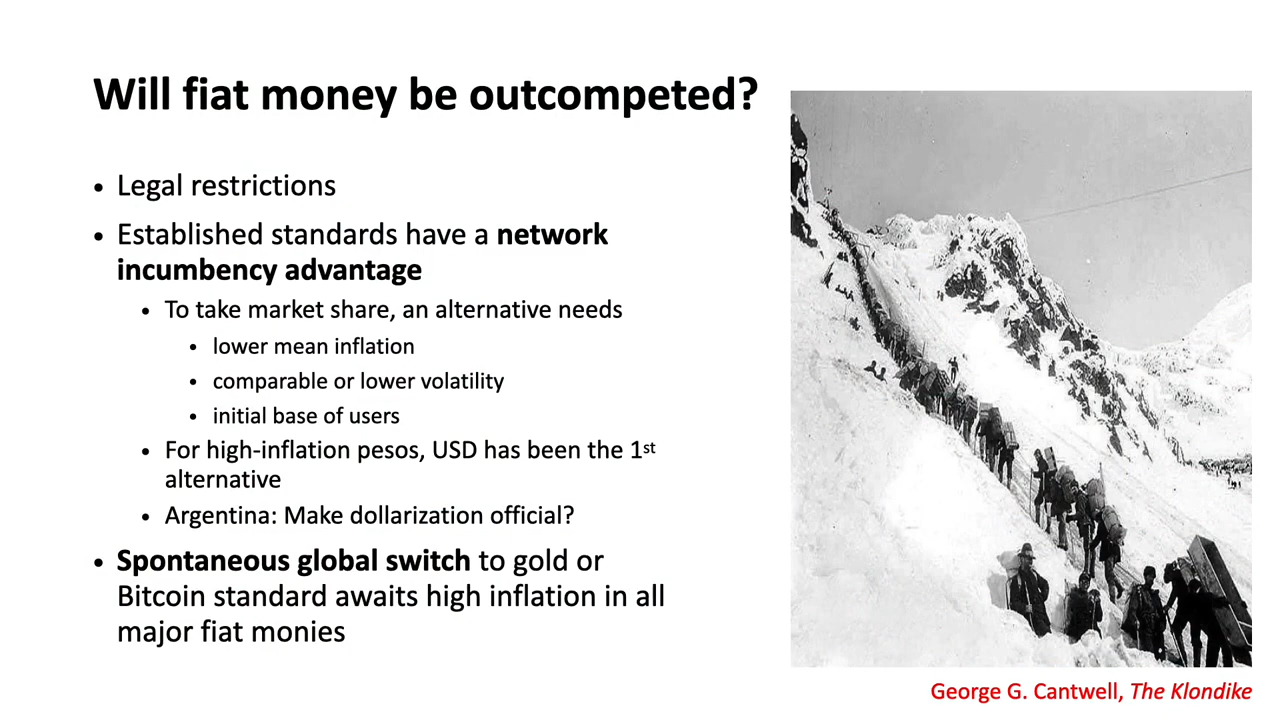 Will fiat money be outcompeted?
• Legal restrictions
• Established standards have a network
incumbency advantage
• To take market share, an alternative needs
• lower mean inflation
• comparable or lower volatility
• initial base of users
• For high-inflation pesos, USD has been the 1st
alternative
• Argentina: Make dollarization official?
• Spontaneous global switch to gold or
Bitcoin standard awaits high inflation in all
major fiat monies
George G. Cantwell, The Klondike